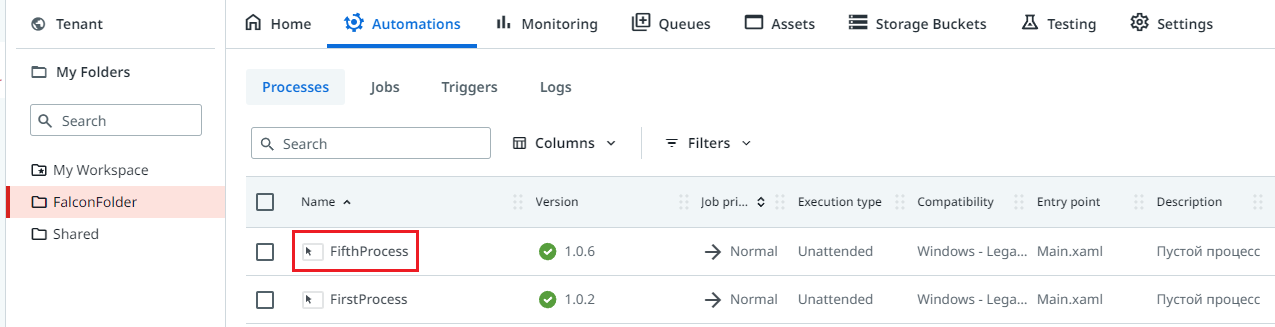 Tenant
My Folders
Search
My Workspace
FalconFolder
Shared
Home Automations Monitoring Queues Assets Storage Buckets Testing Settings
Processes Jobs Triggers Logs
Search Columns Filters
Name Version Job pri... Execution type Compatibility Entry point Description
FifthProcess 1.0.6 Normal Unattended Windows - Lega... Main.xaml Пустой процесс
FirstProcess 1.0.2 Normal Unattended Windows - Lega... Main.xaml Пустой процесс